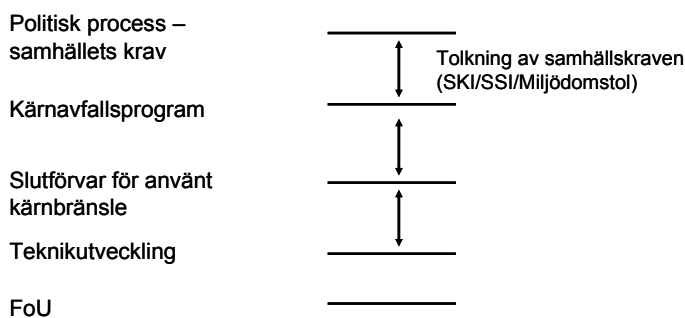 Politisk process –
samhällets krav
Tolkning av samhällskraven
(SKI/SSI/Miljödomstol)
Kärnavfallsprogram
Slutförvar för använt
kärnbränsle
Teknikutveckling
FoU